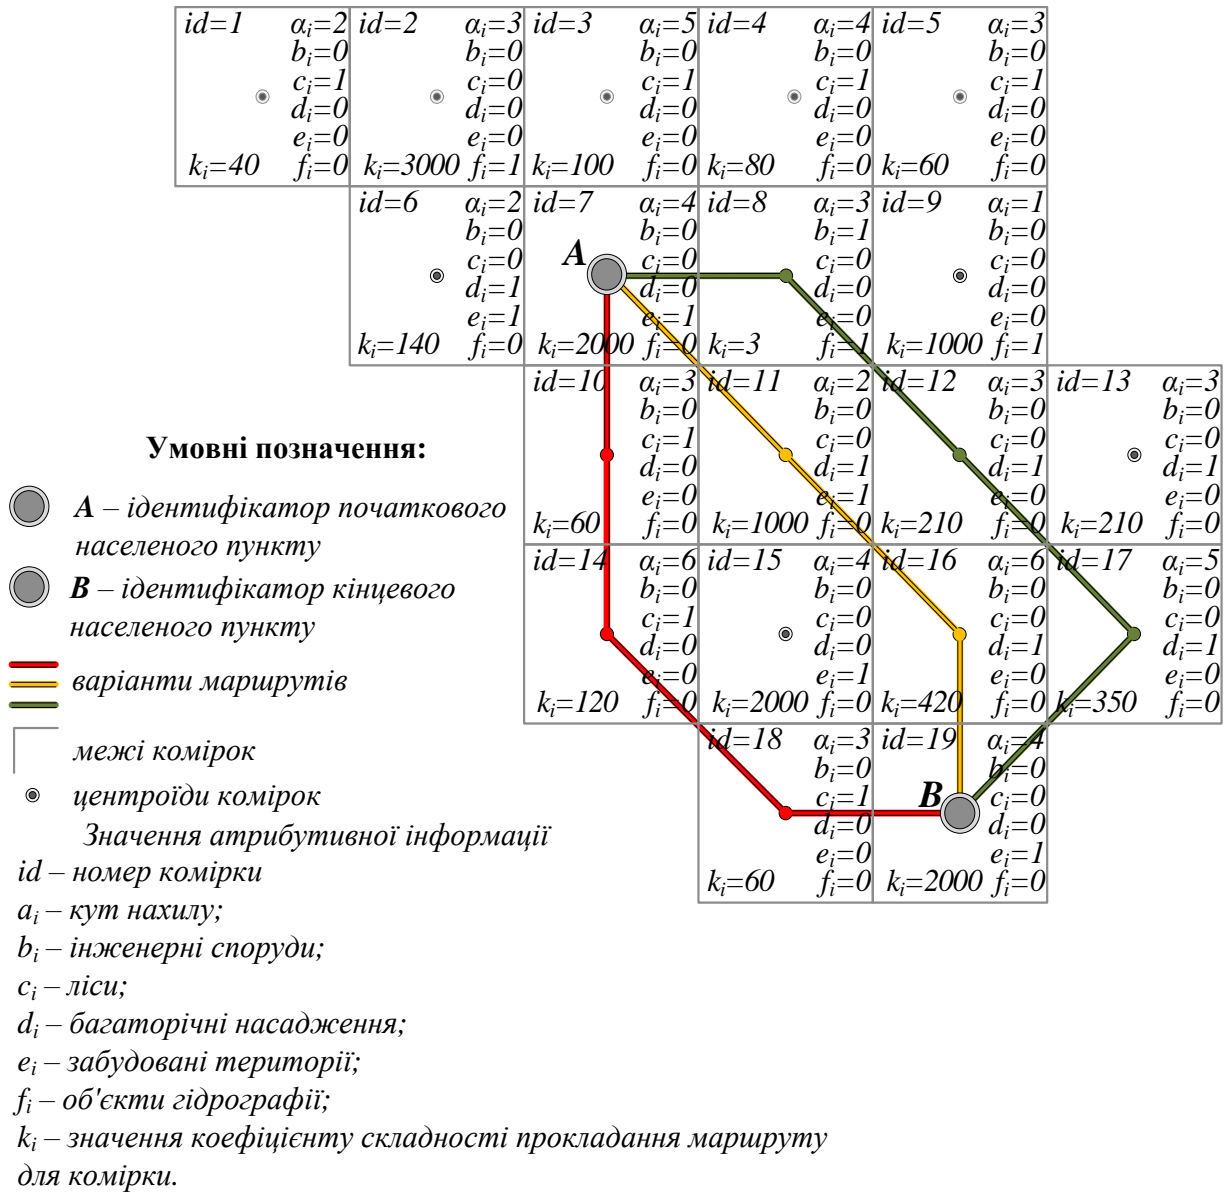 id=1 αi=2 id=2 αi=3 id=3 αi=5 id=4 αi=4 id=5 αi=3
bi=0 bi=0 bi=0 bi=0 bi=0
ci=1 ci=0 ci=1 ci=1 ci=1
di=0 di=0 di=0 di=0 di=0
ei=0 ei=0 ei=0 ei=0 ei=0
ki=40 fi=0 ki=3000 fi=1 ki=100 fi=0 ki=80 fi=0 ki=60 fi=0
id=6 αi=2 id=7 αi=4 id=8 αi=3 id=9 αi=1
bi=0 bi=0 bi=1 bi=0
A
ci=0 ci=0 ci=0 ci=0
di=1 di=0 di=0 di=0
ei=1 ei=1 ei=0 ei=0
ki=140 fi=0 ki=2000 fi=0 ki=3 fi=1 ki=1000 fi=1
id=10 αi=3 id=11 αi=2 id=12 αi=3 id=13 αi=3
bi=0 bi=0 bi=0 bi=0
ci=1 ci=0 ci=0 ci=0
di=0 di=1 di=1 di=1
ei=0 ei=1 ei=0 ei=0
ki=60 fi=0 ki=1000 fi=0 ki=210 fi=0 ki=210 fi=0
id=14 αi=6 id=15 αi=4 id=16 αi=6 id=17 αi=5
bi=0 bi=0 bi=0 bi=0
ci=1 ci=0 ci=0 ci=0
di=0 di=0 di=1 di=1
ei=0 ei=1 ei=0 ei=0
ki=120 fi=0 ki=2000 fi=0 ki=420 fi=0 ki=350 fi=0
id=18 αi=3 id=19 αi=4
bi=0 bi=0
ci=1 B ci=0
di=0 di=0
ei=0 ei=1
ki=60 fi=0 ki=2000 fi=0
Умовні позначення:
A – ідентифікатор початкового
населеного пункту
B – ідентифікатор кінцевого
населеного пункту
варіанти маршрутів
межі комірок
центроїди комірок
Значення атрибутивної інформації
id – номер комірки
ai – кут нахилу;
bi – інженерні споруди;
ci – ліси;
di – багаторічні насадження;
ei – забудовані території;
fi – об'єкти гідрографії;
ki – значення коефіцієнту складності прокладання маршруту
для комірки.